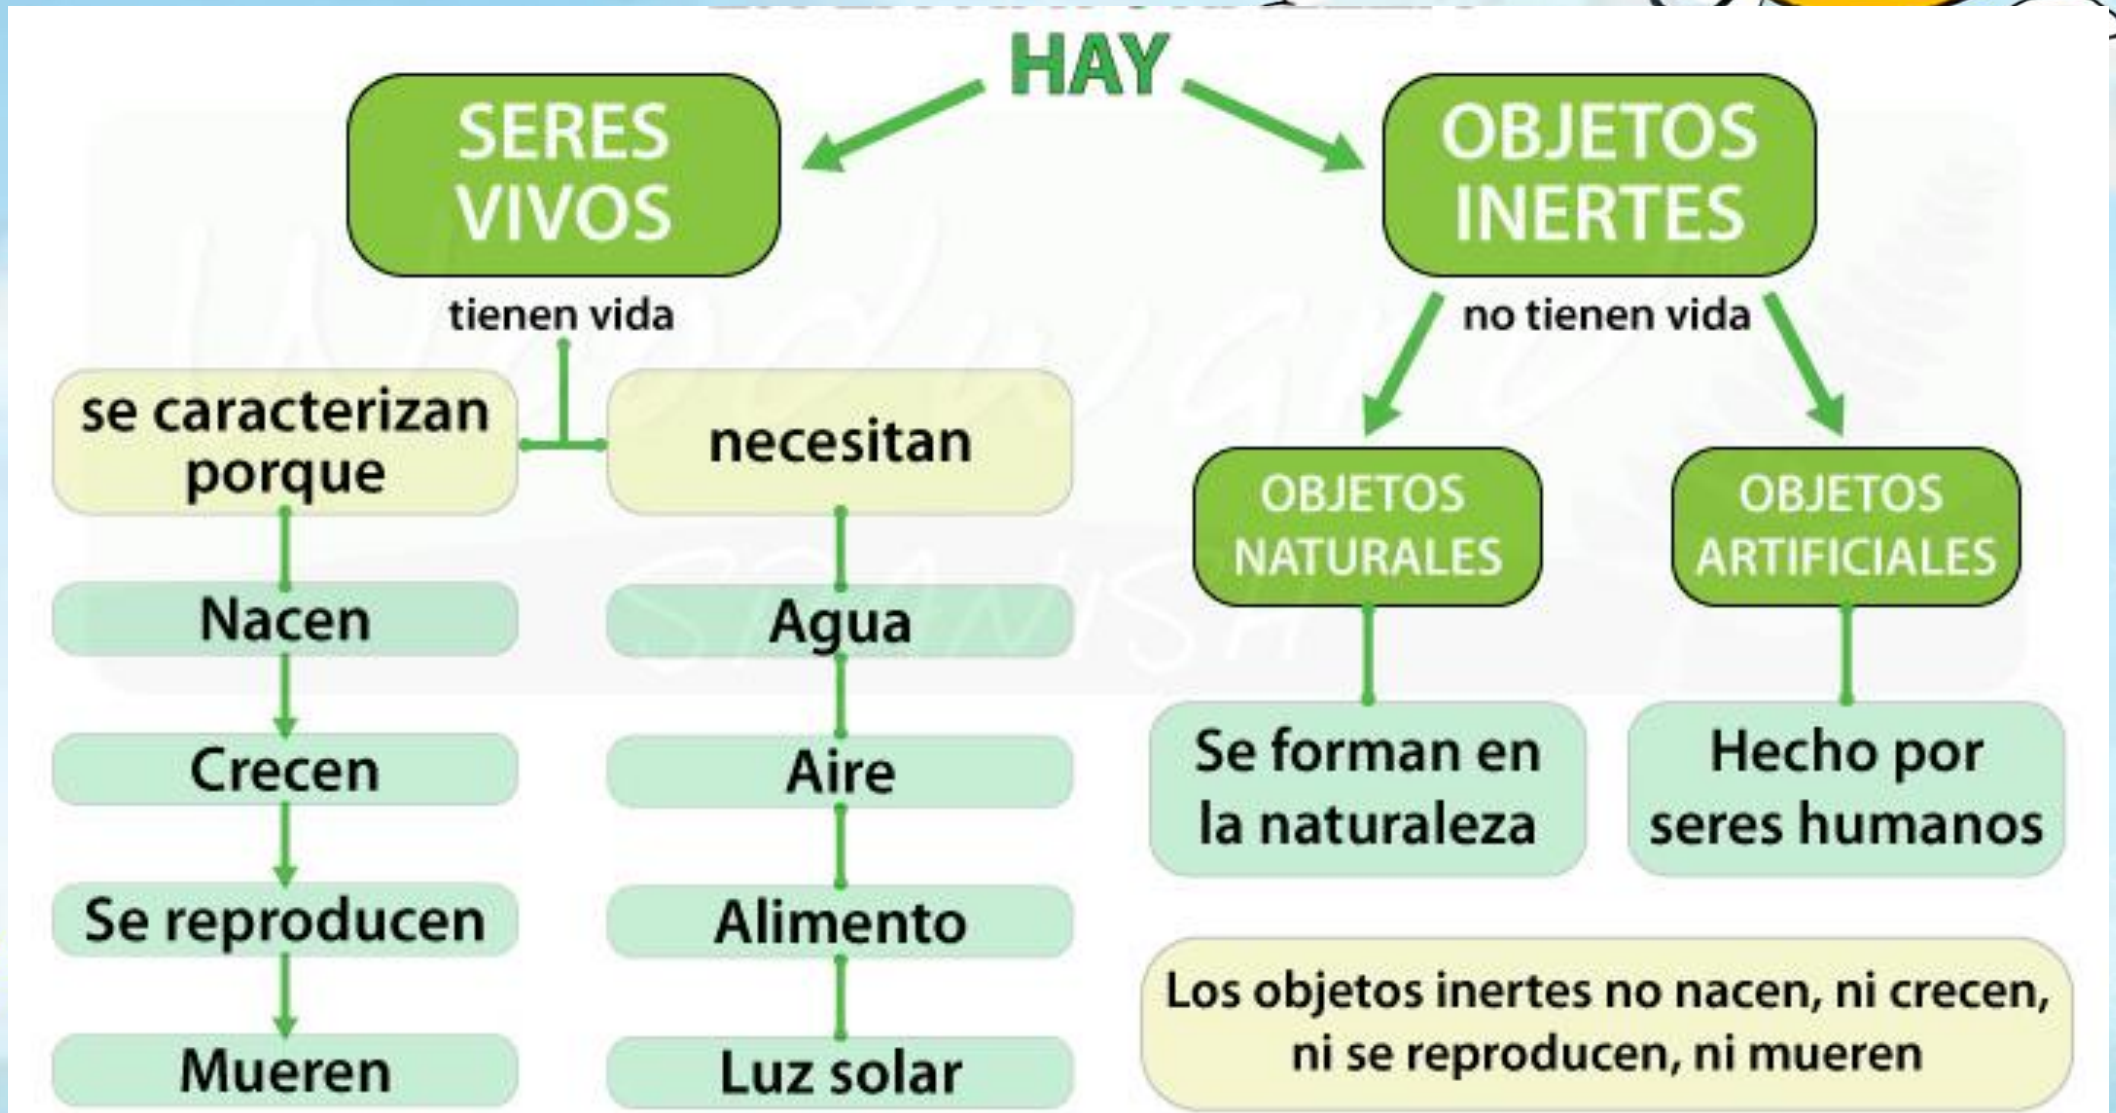 HAY
SERES
VIVOS
tienen vida
se caracterizan
porque
Nacen
Crecen
Se reproducen
Mueren
necesitan
Agua
Aire
Alimento
Luz solar
OBJETOS
INERTES
no tienen vida
OBJETOS
NATURALES
Se forman en
la naturaleza
OBJETOS
ARTIFICIALES
Hecho por
seres humanos
Los objetos inertes no nacen, ni crecen,
ni se reproducen, ni mueren
Woodward
SPANISH